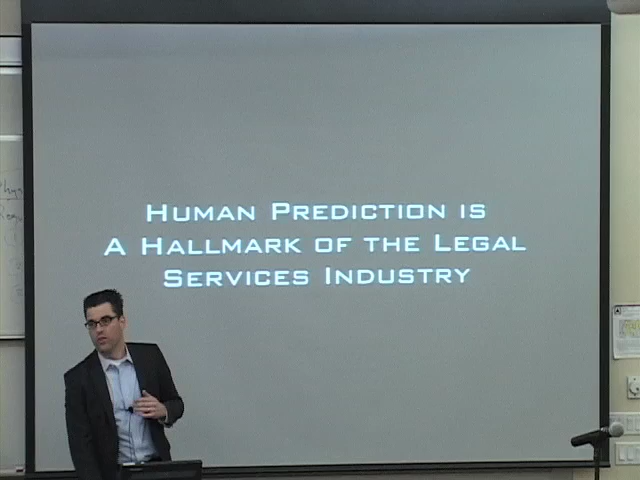 Human Prediction is
A Hallmark of the Legal
Services Industry